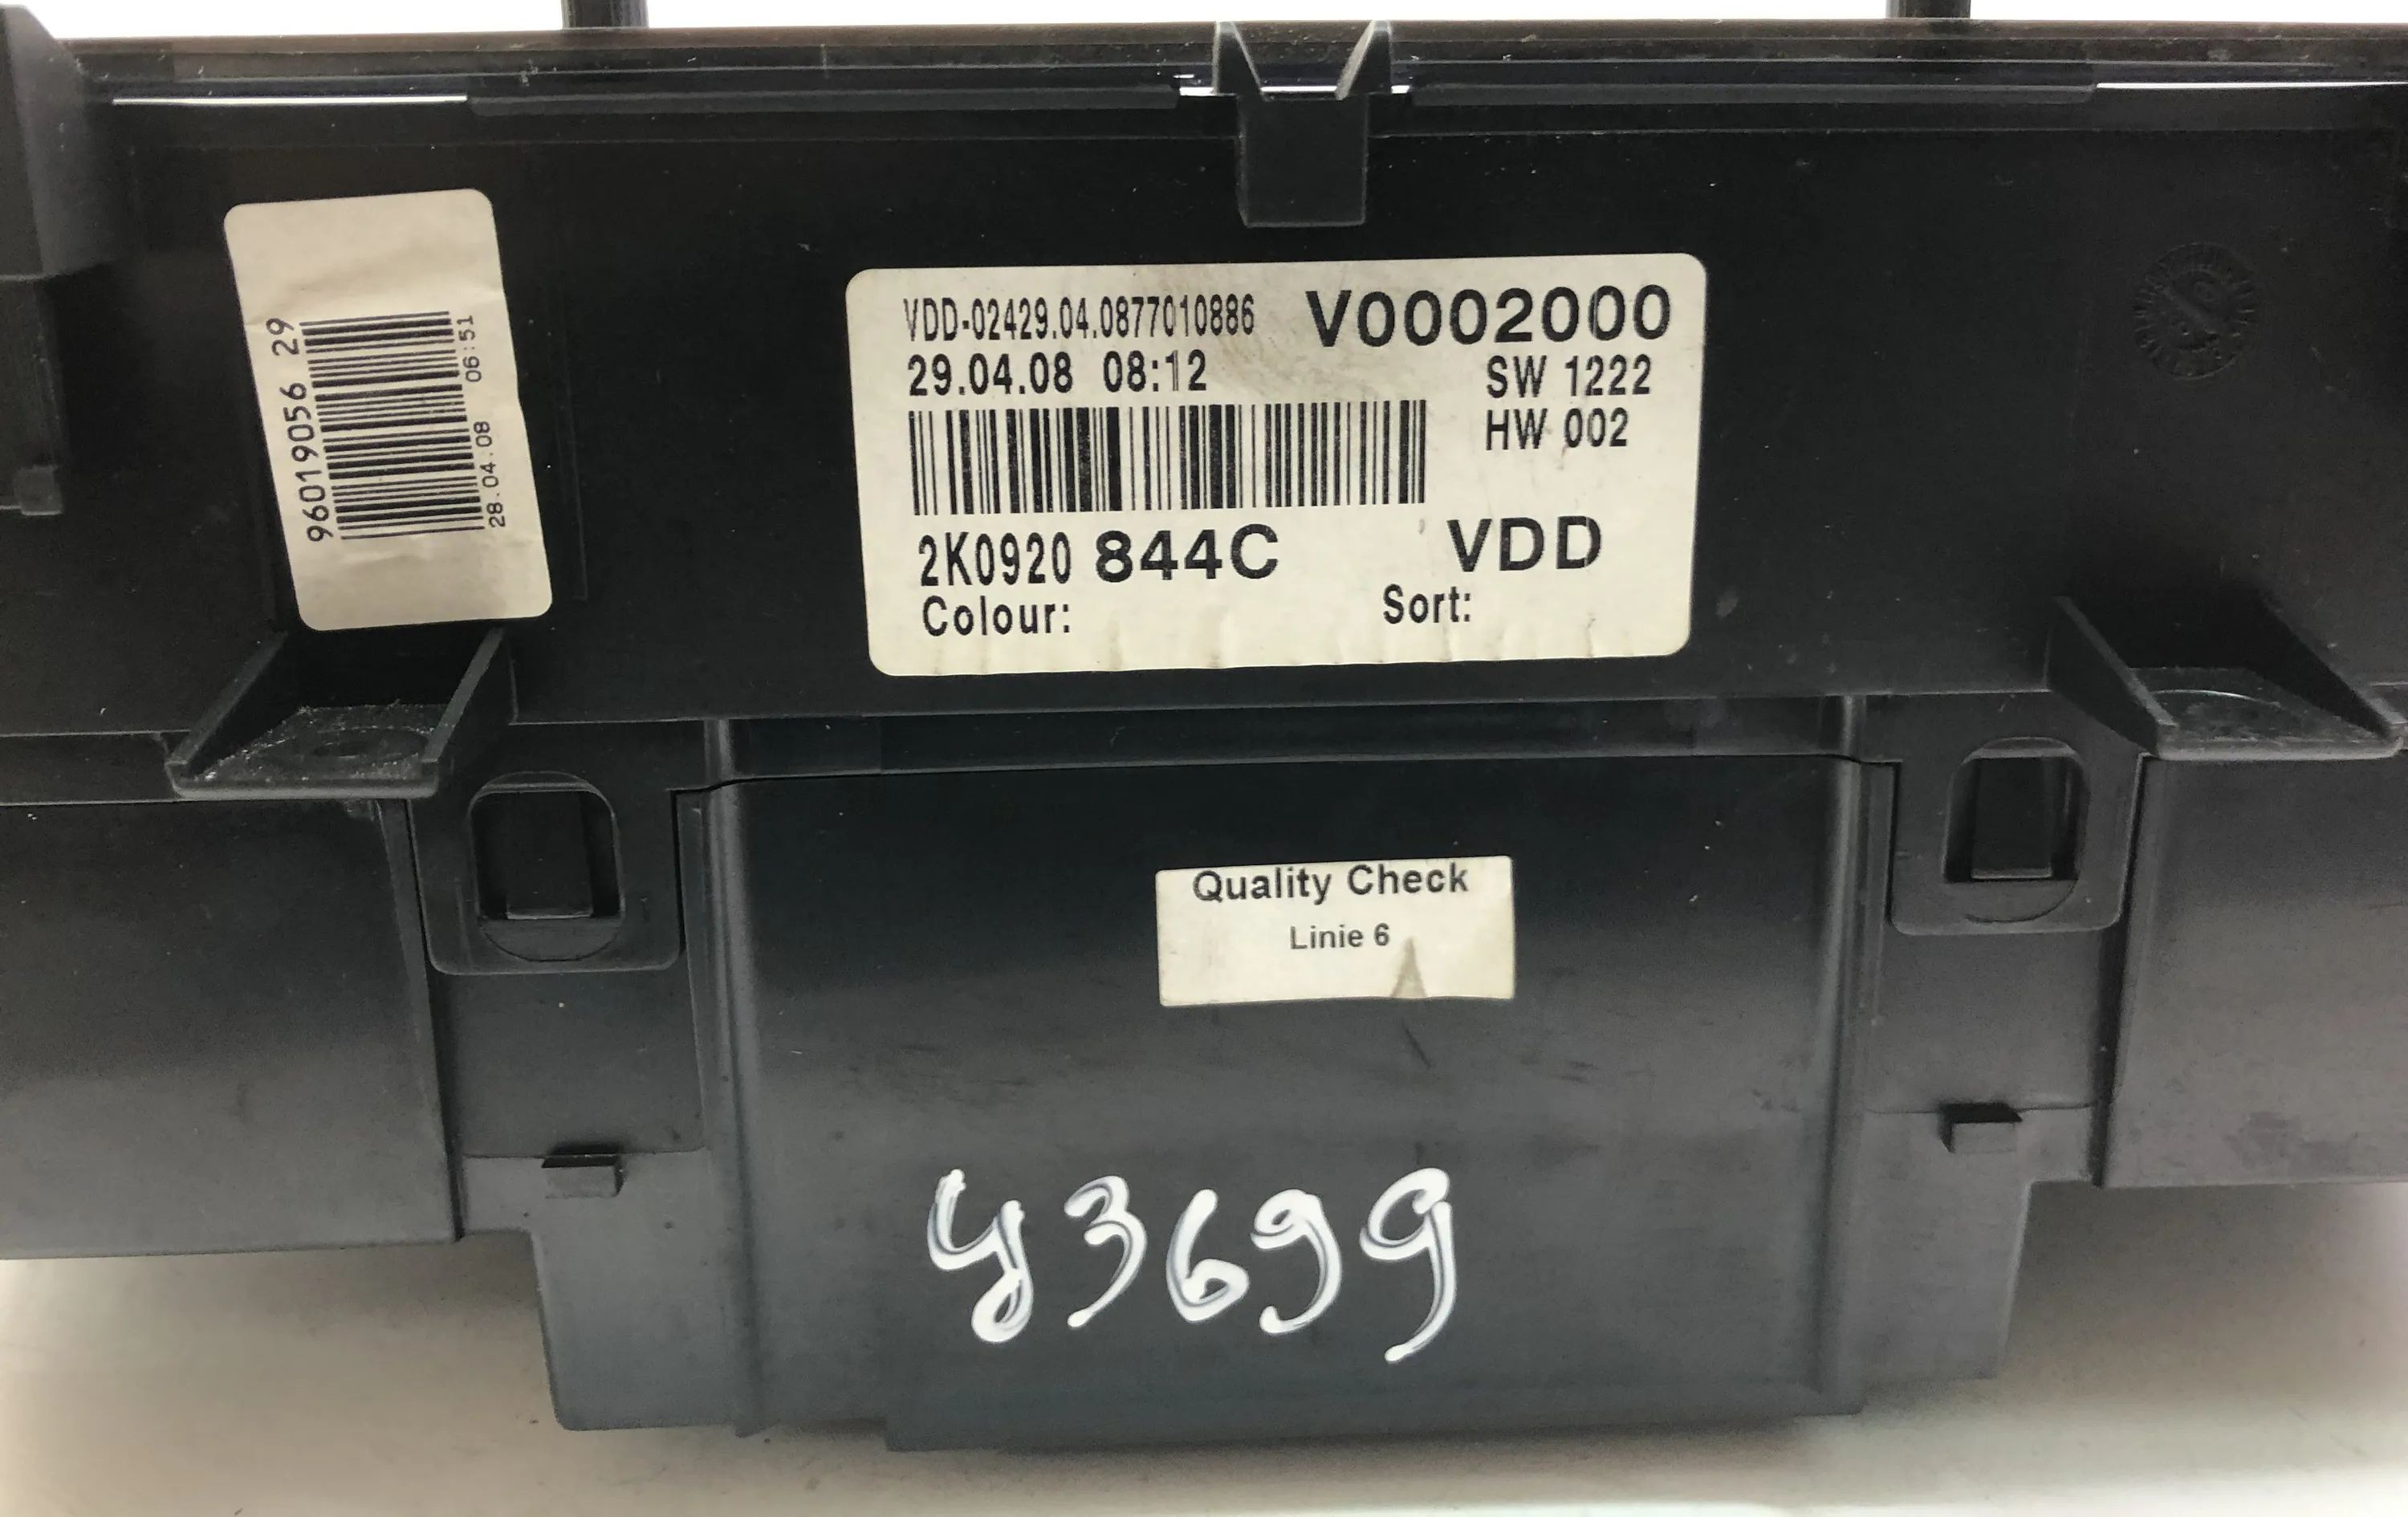 960119056 29
28.04.08 06:51
VDD-02429.04.0877010886 V0002000
29.04.08 08:12 SW 1222
HW 002
2K0920 844C VDD
Colour: Sort:
Quality Check
Linie 6
43699